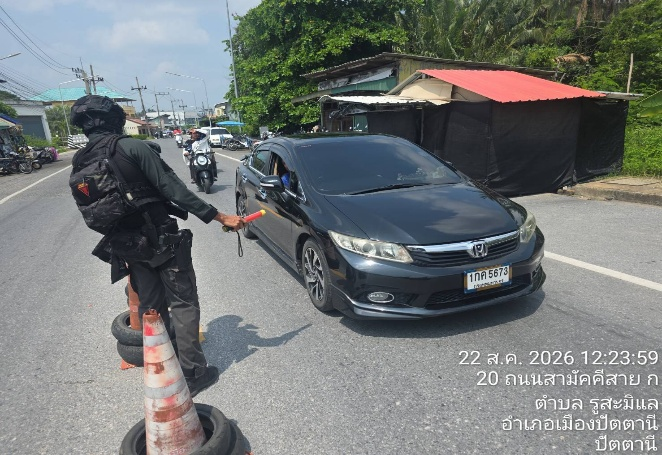 1กด 5673
22 ส.ค. 2026 12:23:59
20 ถนนสามัคคีสาย ก
ตำบล รูสะมิแล
อำเภอเมืองปัตตานี
ปัตตานี